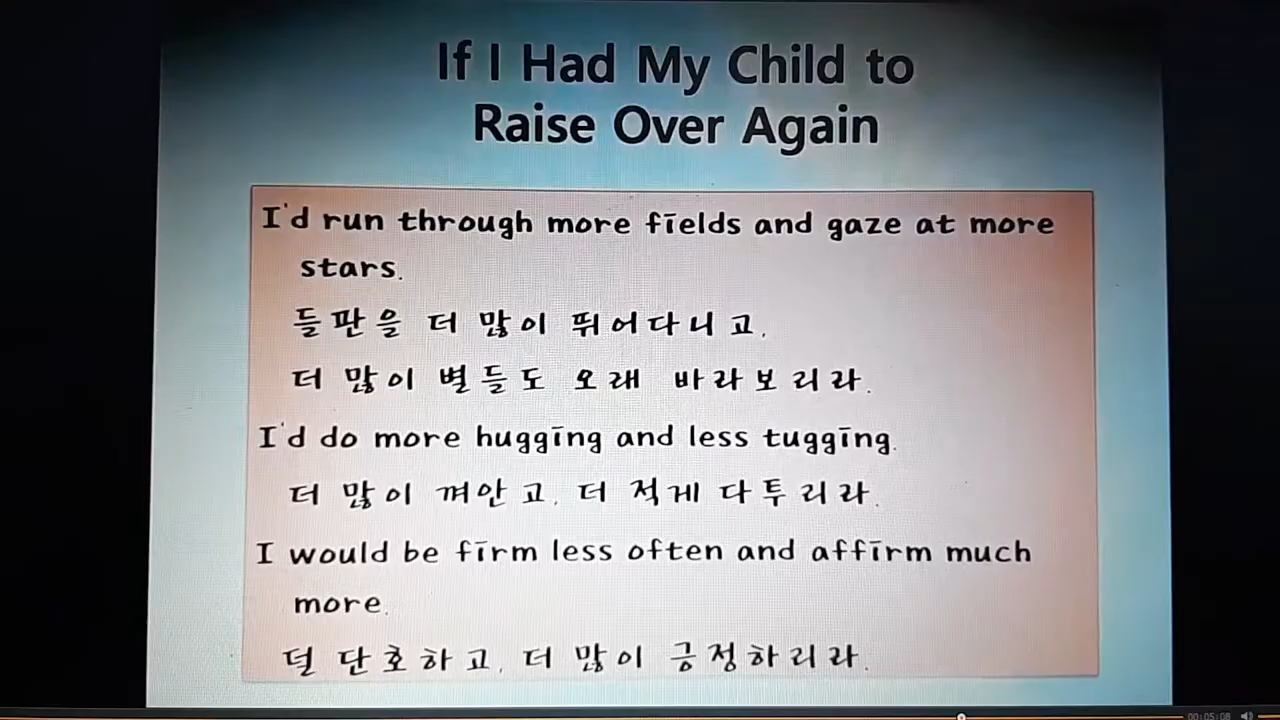 If I Had My Child to
Raise Over Again
I'd run through more fields and gaze at more
stars.
들판을 더 많이 뛰어다니고,
더 많이 별들도 오래 바라보리라.
I'd do more hugging and less tugging.
더 많이 껴안고, 더 적게 다투리라.
I would be firm less often and affirm much
more.
덜 단호하고, 더 많이 긍정하리라.
00:05:08